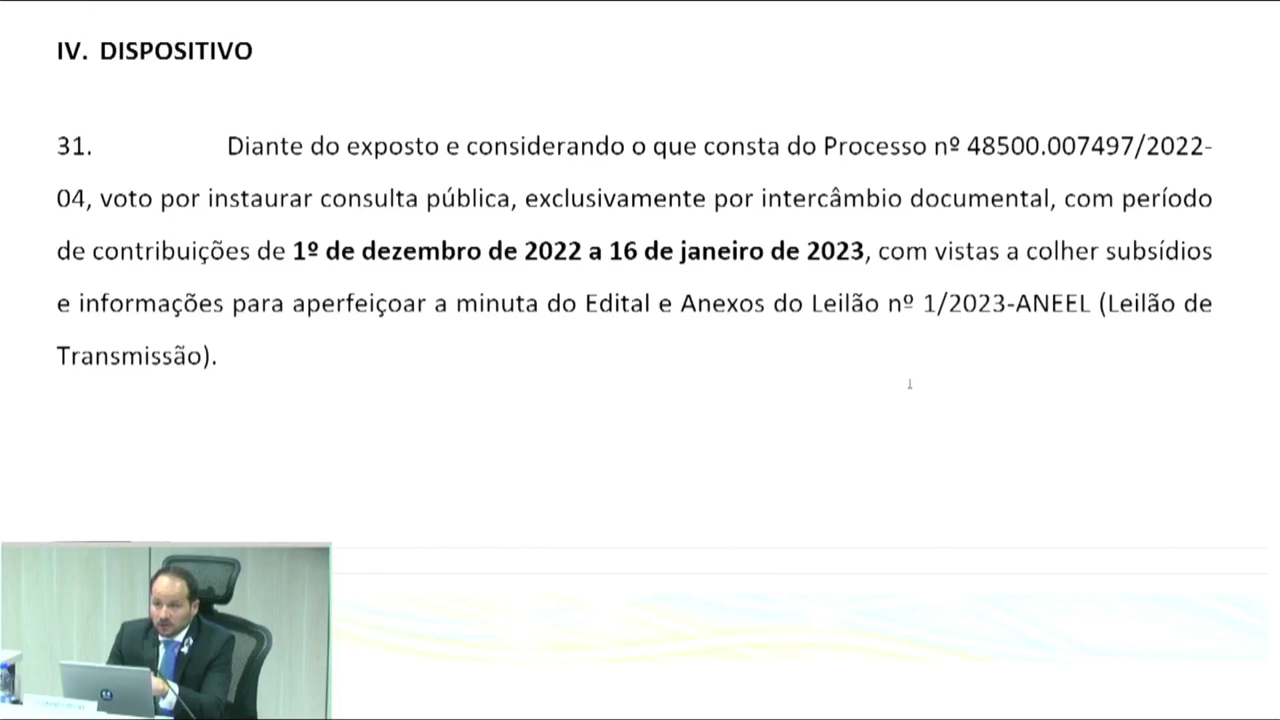 IV. DISPOSITIVO
31. Diante do exposto e considerando o que consta do Processo nº 48500.007497/2022-
04, voto por instaurar consulta pública, exclusivamente por intercâmbio documental, com período
de contribuições de 1º de dezembro de 2022 a 16 de janeiro de 2023, com vistas a colher subsídios
e informações para aperfeiçoar a minuta do Edital e Anexos do Leilão nº 1/2023-ANEEL (Leilão de
Transmissão).